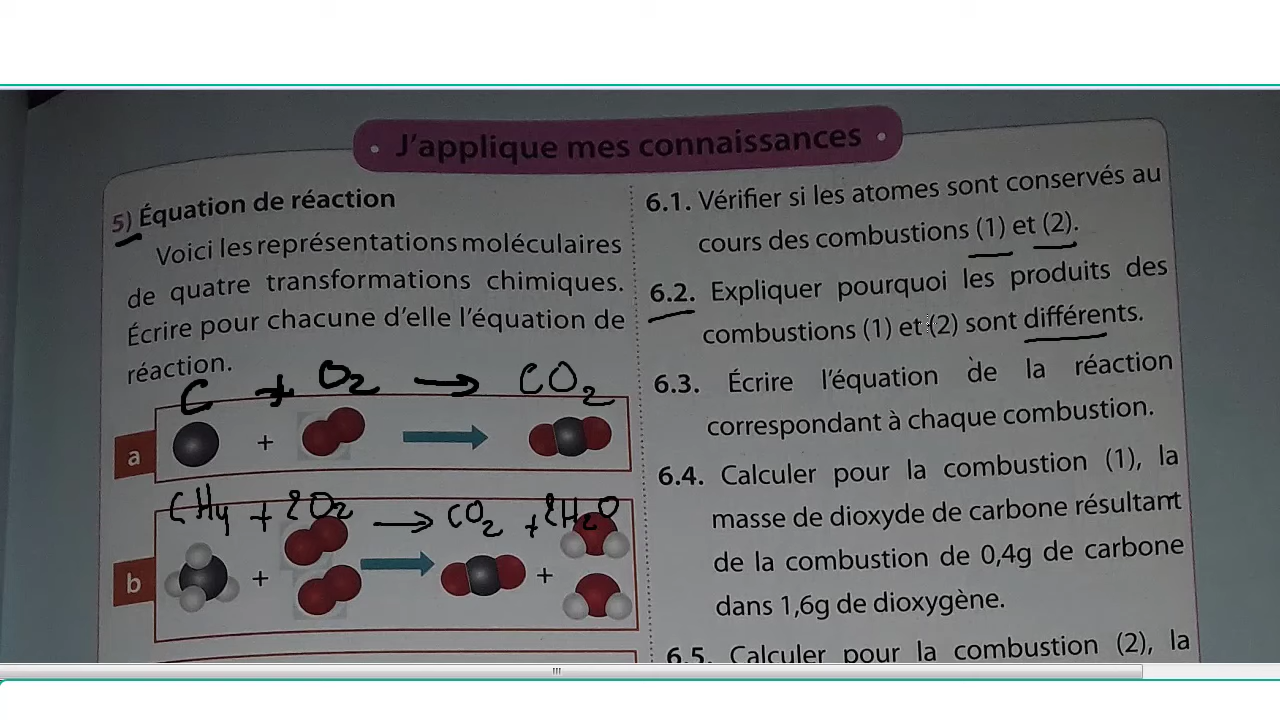 J'applique mes connaissances
5) Équation de réaction
Voici les représentations moléculaires
de quatre transformations chimiques.
Écrire pour chacune d'elle l'équation de
réaction.
C + O2 → CO2
a
+
CH4 + 2O2 → CO2 + 2H2O
b
+
+
6.1. Vérifier si les atomes sont conservés au
cours des combustions (1) et (2).
6.2. Expliquer pourquoi les produits des
combustions (1) et (2) sont différents.
6.3. Écrire l'équation de la réaction
correspondant à chaque combustion.
6.4. Calculer pour la combustion (1), la
masse de dioxyde de carbone résultant
de la combustion de 0,4g de carbone
dans 1,6g de dioxygène.
6.5. Calculer pour la combustion (2), la